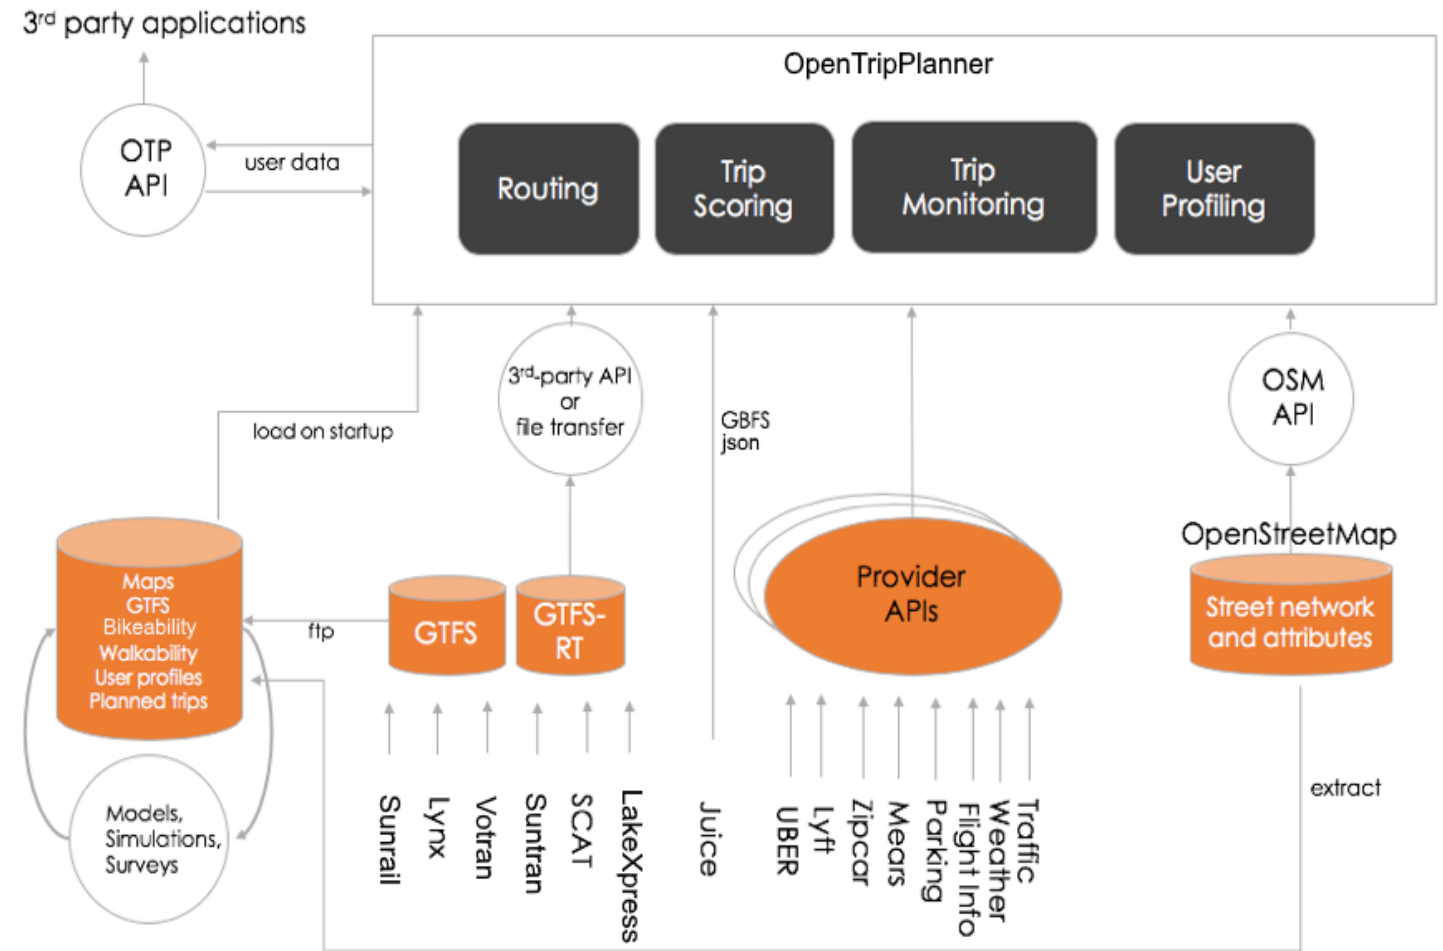 3rd party applications
OpenTripPlanner
OTP
API
user data
Routing
Trip
Scoring
Trip
Monitoring
User
Profiling
3rd-party API
or
file transfer
OSM
API
load on startup
GBFS
json
OpenStreetMap
Maps
GTFS
Bikeability
Walkability
User profiles
Planned trips
ftp
GTFS
GTFS-
RT
Provider
APIs
Street network
and attributes
Models,
Simulations,
Surveys
Sunrail
Lynx
Votran
Suntran
SCAT
LakeXpress
Juice
UBER
Lyft
Zipcar
Mears
Parking
Flight Info
Weather
Traffic
extract